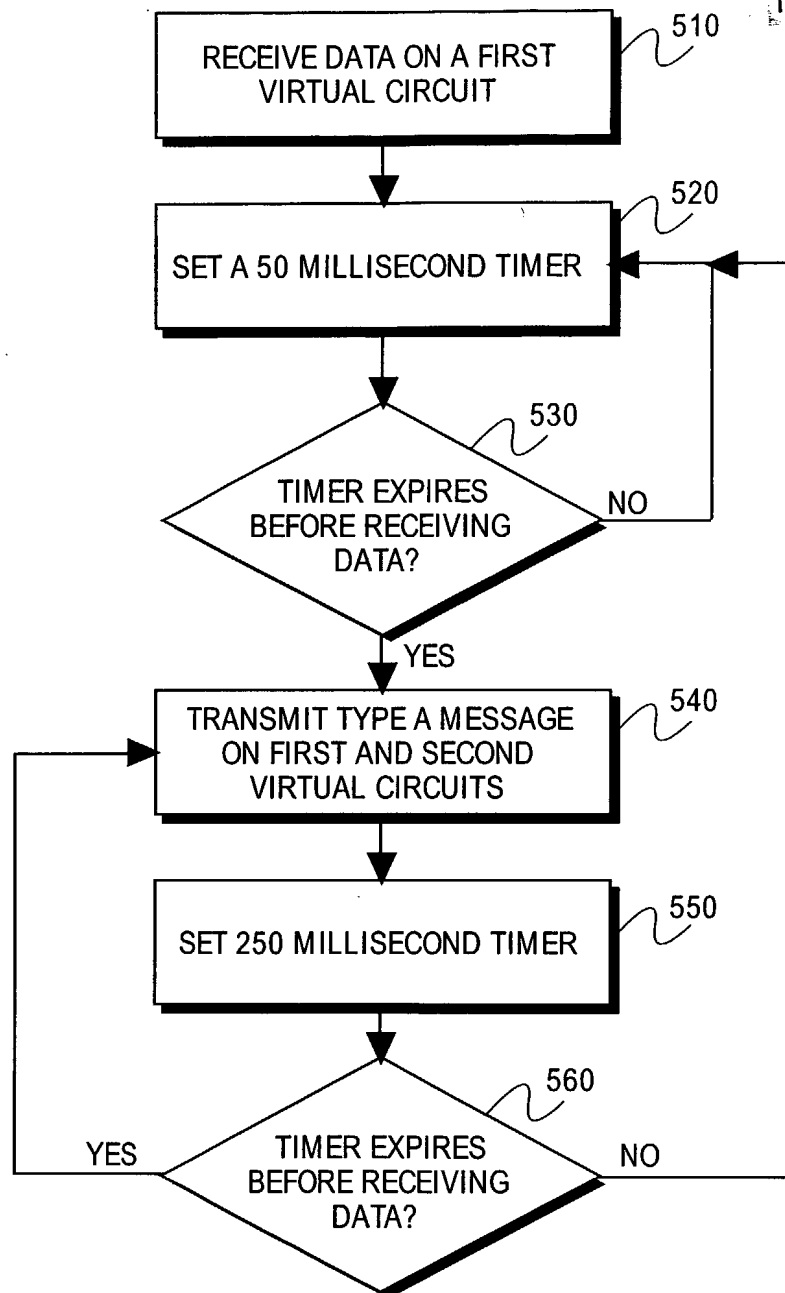 RECEIVE DATA ON A FIRST
VIRTUAL CIRCUIT
510
SET A 50 MILLISECOND TIMER
520
TIMER EXPIRES
BEFORE RECEIVING
DATA?
530
NO
YES
TRANSMIT TYPE A MESSAGE
ON FIRST AND SECOND
VIRTUAL CIRCUITS
540
SET 250 MILLISECOND TIMER
550
TIMER EXPIRES
BEFORE RECEIVING
DATA?
560
YES
NO